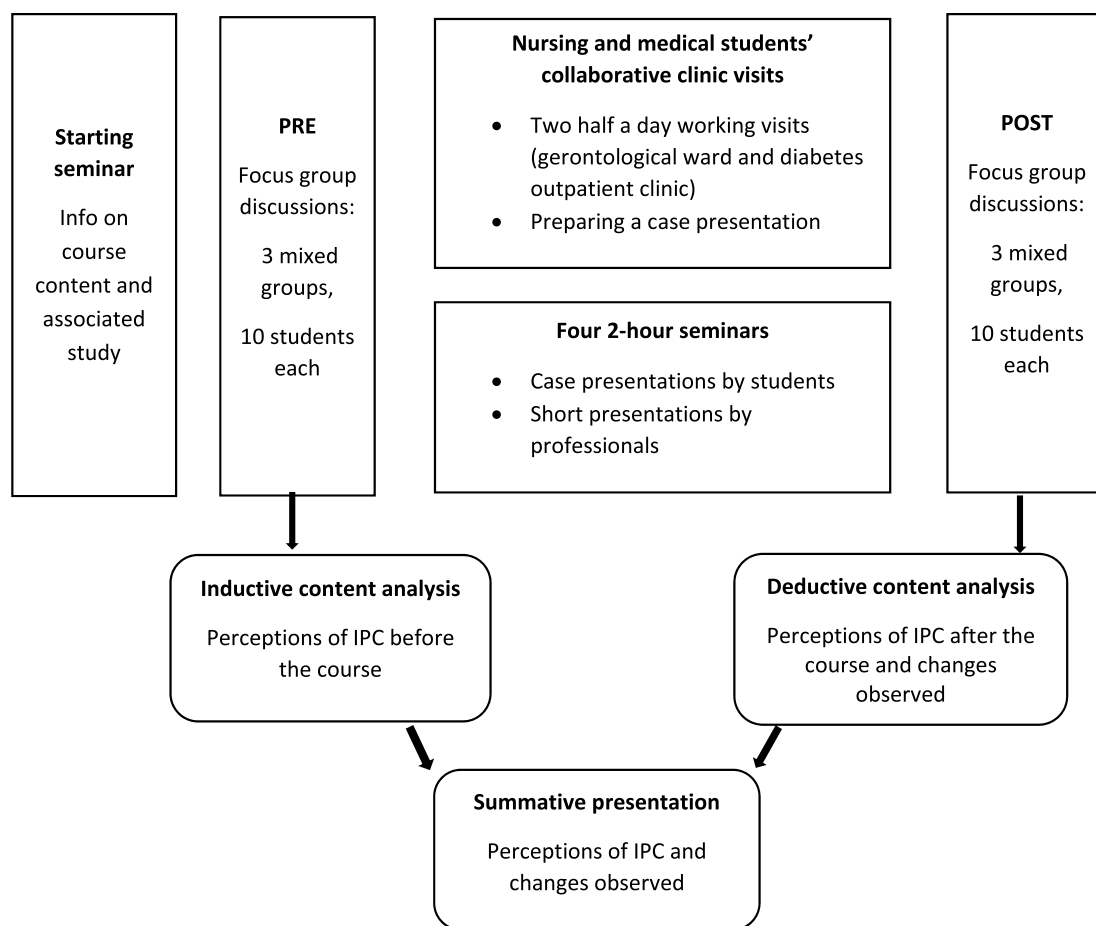 Starting
seminar
Info on
course
content and
associated
study
PRE
Focus group
discussions:
3 mixed
groups,
10 students
each
Nursing and medical students’
collaborative clinic visits
• Two half a day working visits
(gerontological ward and diabetes
outpatient clinic)
• Preparing a case presentation
Four 2-hour seminars
• Case presentations by students
• Short presentations by
professionals
POST
Focus group
discussions:
3 mixed
groups,
10 students
each
Inductive content analysis
Perceptions of IPC before
the course
Deductive content analysis
Perceptions of IPC after the
course and changes
observed
Summative presentation
Perceptions of IPC and
changes observed